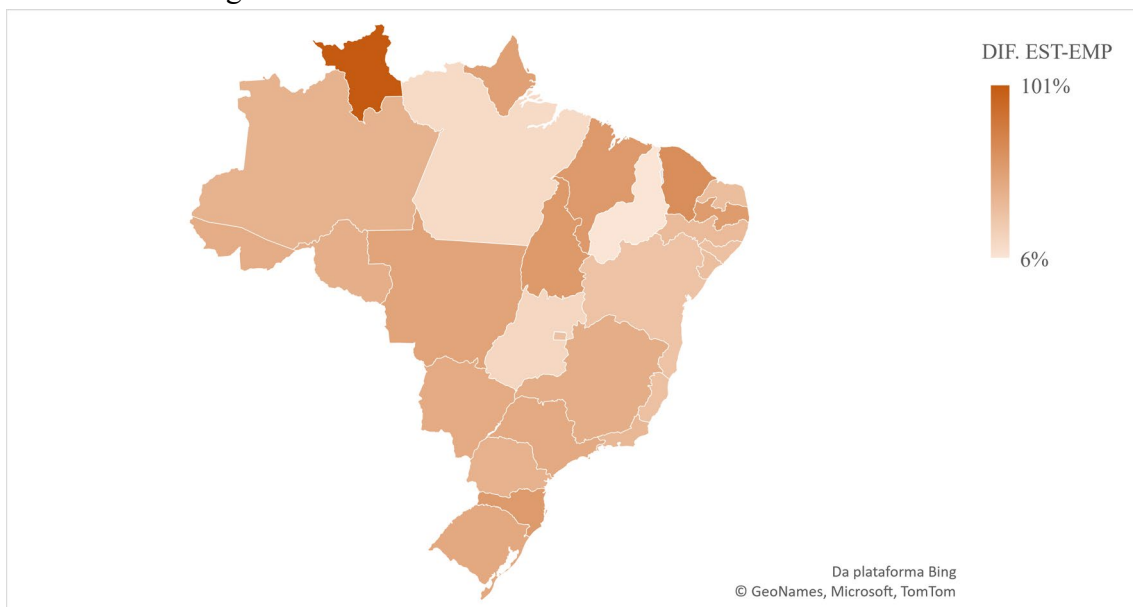 DIF. EST-EMP
101%
6%
Da plataforma Bing
© GeoNames, Microsoft, TomTom